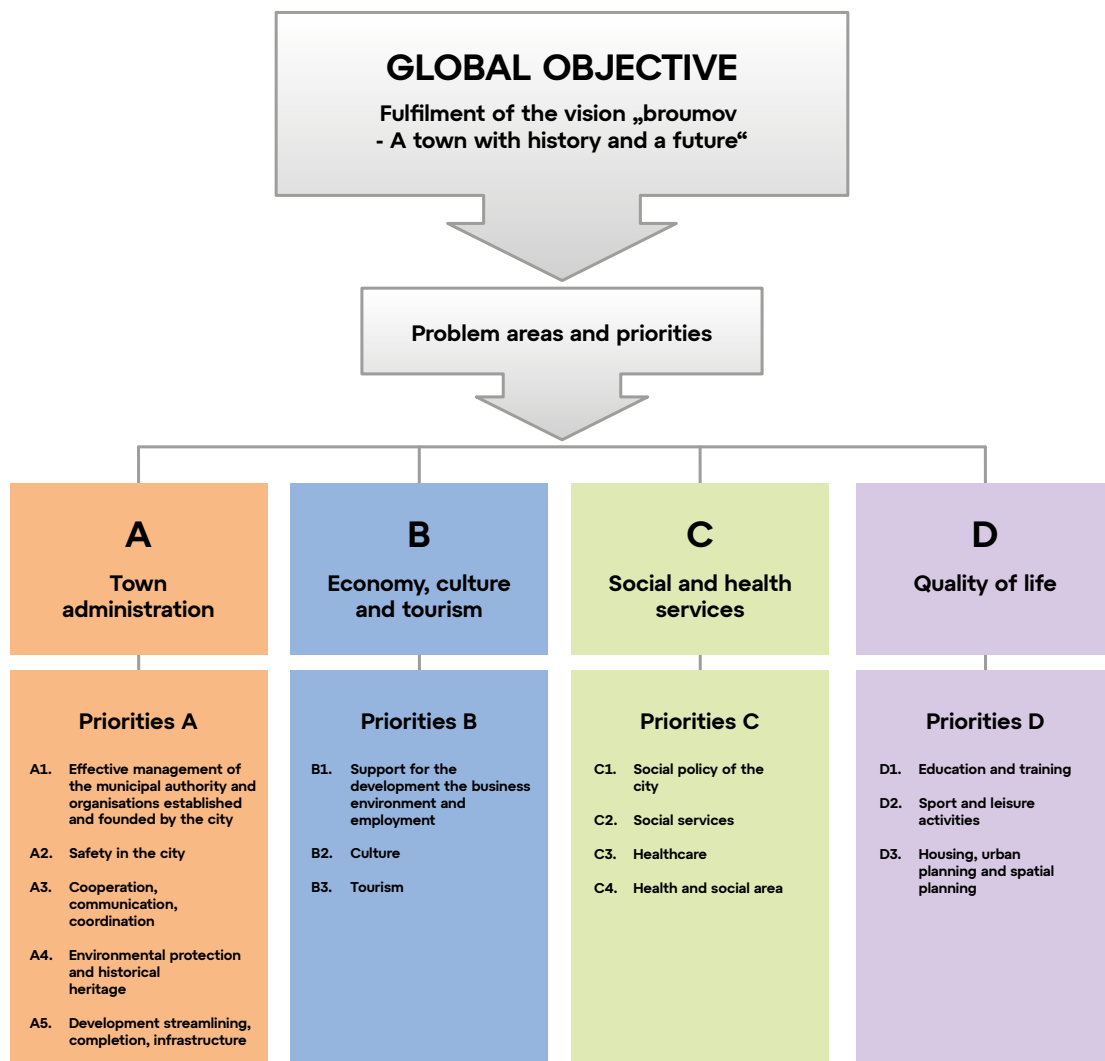 GLOBAL OBJECTIVE
Fulfilment of the vision „broumov
- A town with history and a future“
Problem areas and priorities
A
Town
administration
B
Economy, culture
and tourism
C
Social and health
services
D
Quality of life
Priorities A
A1. Effective management of
the municipal authority and
organisations established
and founded by the city
A2. Safety in the city
A3. Cooperation,
communication,
coordination
A4. Environmental protection
and historical
heritage
A5. Development streamlining,
completion, infrastructure
Priorities B
B1. Support for the
development the business
environment and
employment
B2. Culture
B3. Tourism
Priorities C
C1. Social policy of the
city
C2. Social services
C3. Healthcare
C4. Health and social area
Priorities D
D1. Education and training
D2. Sport and leisure
activities
D3. Housing, urban
planning and spatial
planning